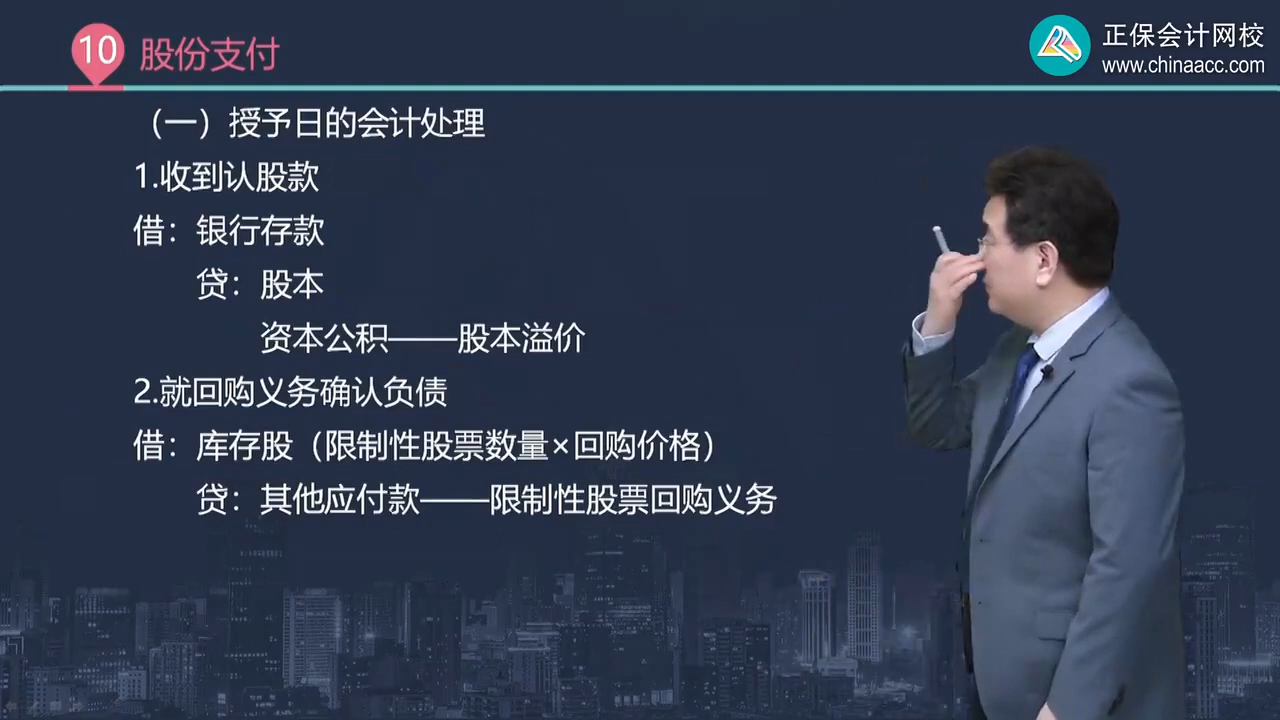 10 股份支付
正保会计网校
www.chinaacc.com
（一）授予日的会计处理
1.收到认股款
借：银行存款
贷：股本
资本公积——股本溢价
2.就回购义务确认负债
借：库存股（限制性股票数量×回购价格）
贷：其他应付款——限制性股票回购义务